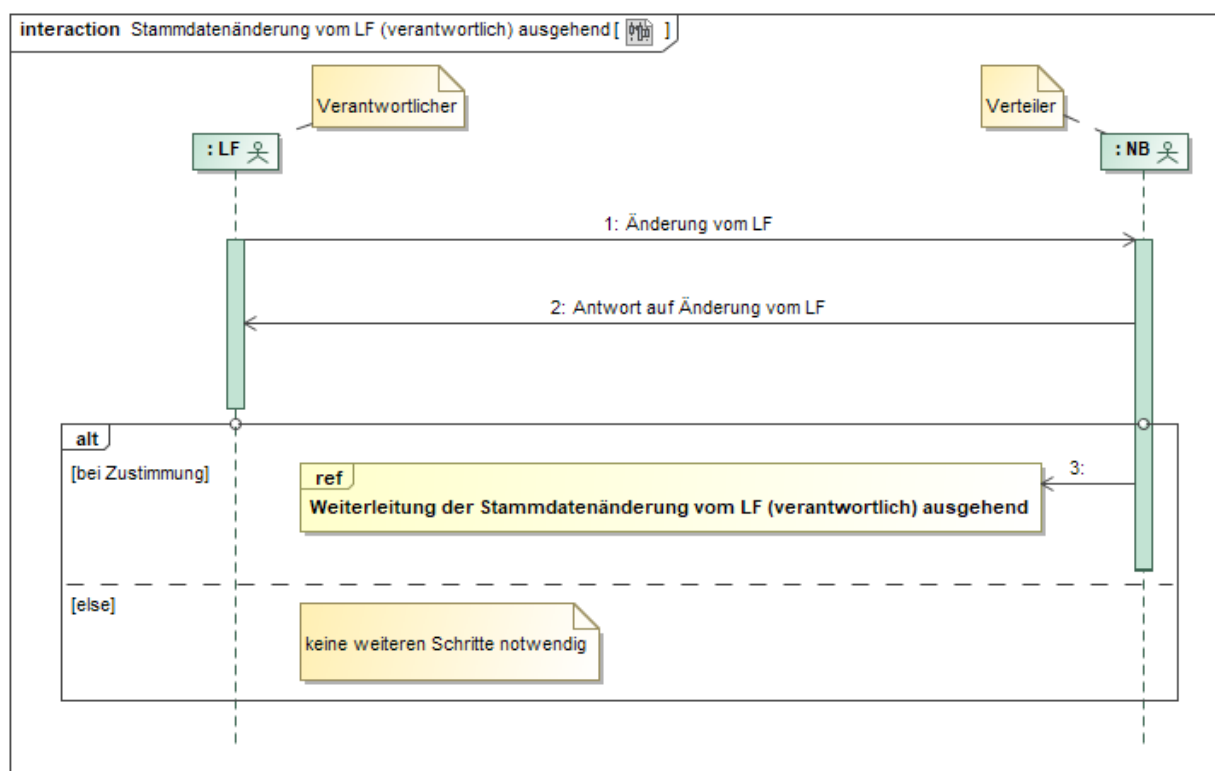 interaction Stammdatenänderung vom LF (verantwortlich) ausgehend [ ]
Verantwortlicher
Verteiler
: LF
: NB
1: Änderung vom LF
2: Antwort auf Änderung vom LF
alt
[bei Zustimmung]
ref
3:
Weiterleitung der Stammdatenänderung vom LF (verantwortlich) ausgehend
[else]
keine weiteren Schritte notwendig